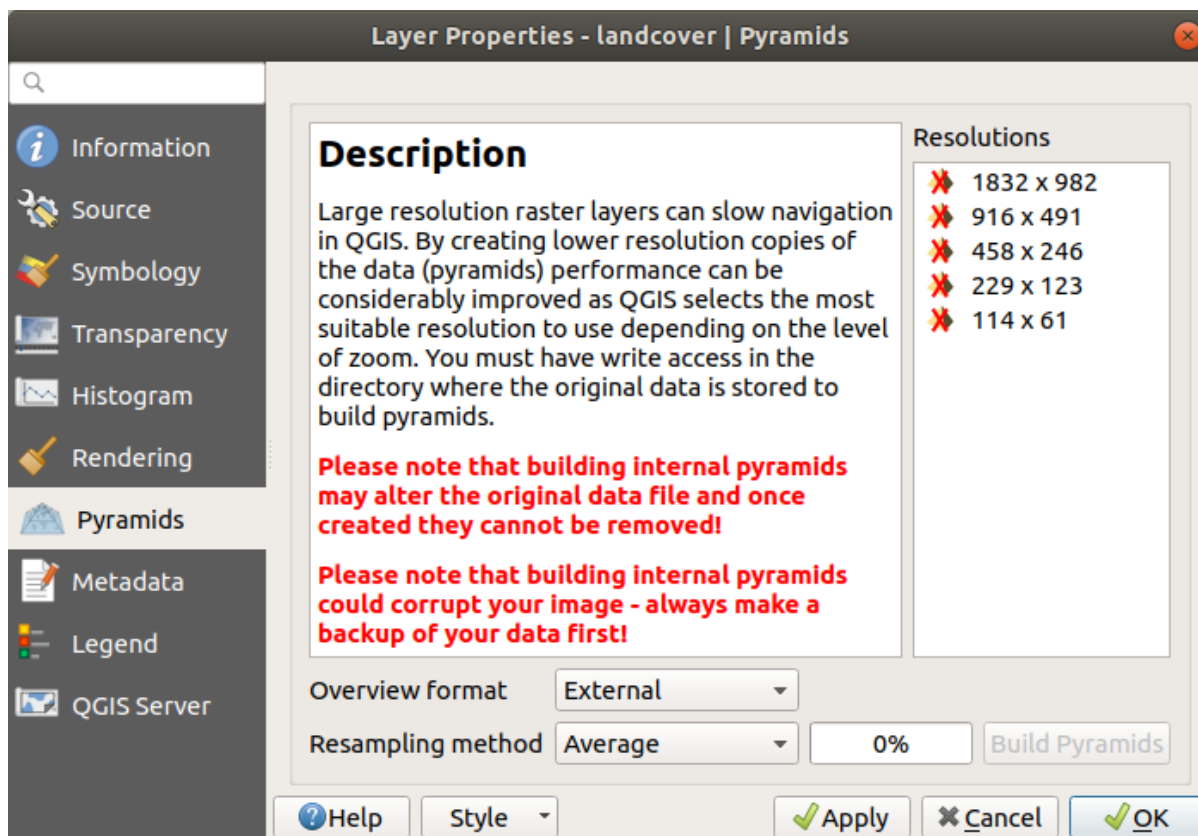 Layer Properties - landcover | Pyramids
Information
Source
Symbology
Transparency
Histogram
Rendering
Pyramids
Metadata
Legend
QGIS Server
Description
Large resolution raster layers can slow navigation
in QGIS. By creating lower resolution copies of
the data (pyramids) performance can be
considerably improved as QGIS selects the most
suitable resolution to use depending on the level
of zoom. You must have write access in the
directory where the original data is stored to
build pyramids.
Please note that building internal pyramids
may alter the original data file and once
created they cannot be removed!
Please note that building internal pyramids
could corrupt your image - always make a
backup of your data first!
Resolutions
1832 x 982
916 x 491
458 x 246
229 x 123
114 x 61
Overview format External
Resampling method Average 0% Build Pyramids
Help Style Apply Cancel OK